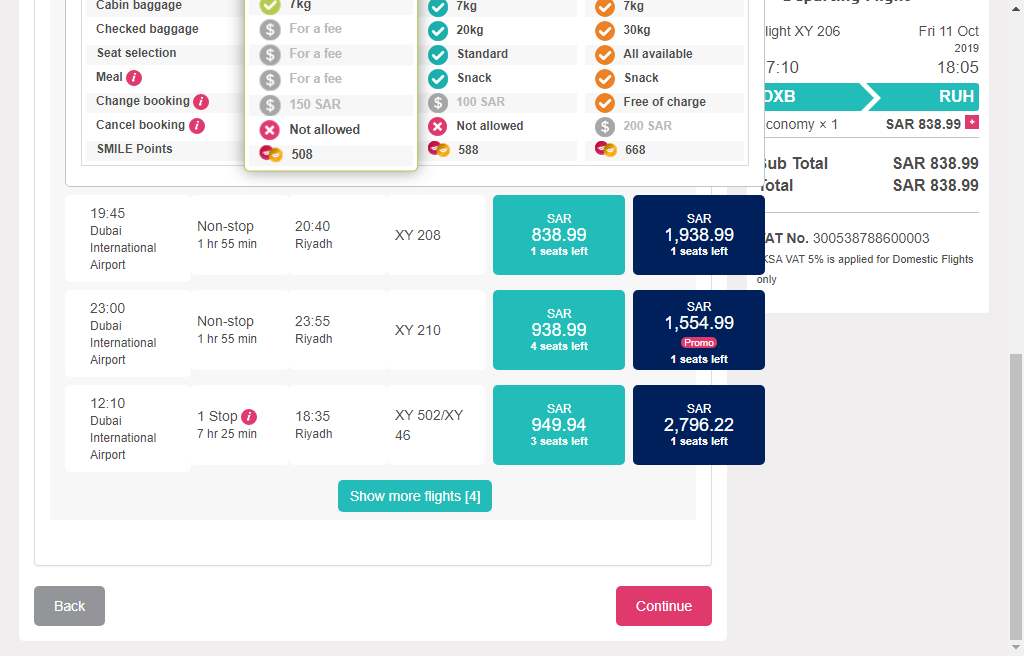 Cabin baggage 7kg 7kg 7kg
Checked baggage For a fee 20kg 30kg
Seat selection For a fee Standard All available
Meal For a fee Snack Snack
Change booking 150 SAR 100 SAR Free of charge
Cancel booking Not allowed Not allowed 200 SAR
SMILE Points 508 588 668
19:45
Dubai
International
Airport
Non-stop
1 hr 55 min
20:40
Riyadh
XY 208
SAR
838.99
1 seats left
SAR
1,938.99
1 seats left
23:00
Dubai
International
Airport
Non-stop
1 hr 55 min
23:55
Riyadh
XY 210
SAR
938.99
4 seats left
SAR
1,554.99
Promo
1 seats left
12:10
Dubai
International
Airport
1 Stop
7 hr 25 min
18:35
Riyadh
XY 502/XY
46
SAR
949.94
3 seats left
SAR
2,796.22
1 seats left
Show more flights [4]
Back
Continue
light XY 206 Fri 11 Oct
2019
7:10 18:05
DXB RUH
conomy × 1 SAR 838.99
ub Total SAR 838.99
otal SAR 838.99
AT No. 300538788600003
KSA VAT 5% is applied for Domestic Flights
only